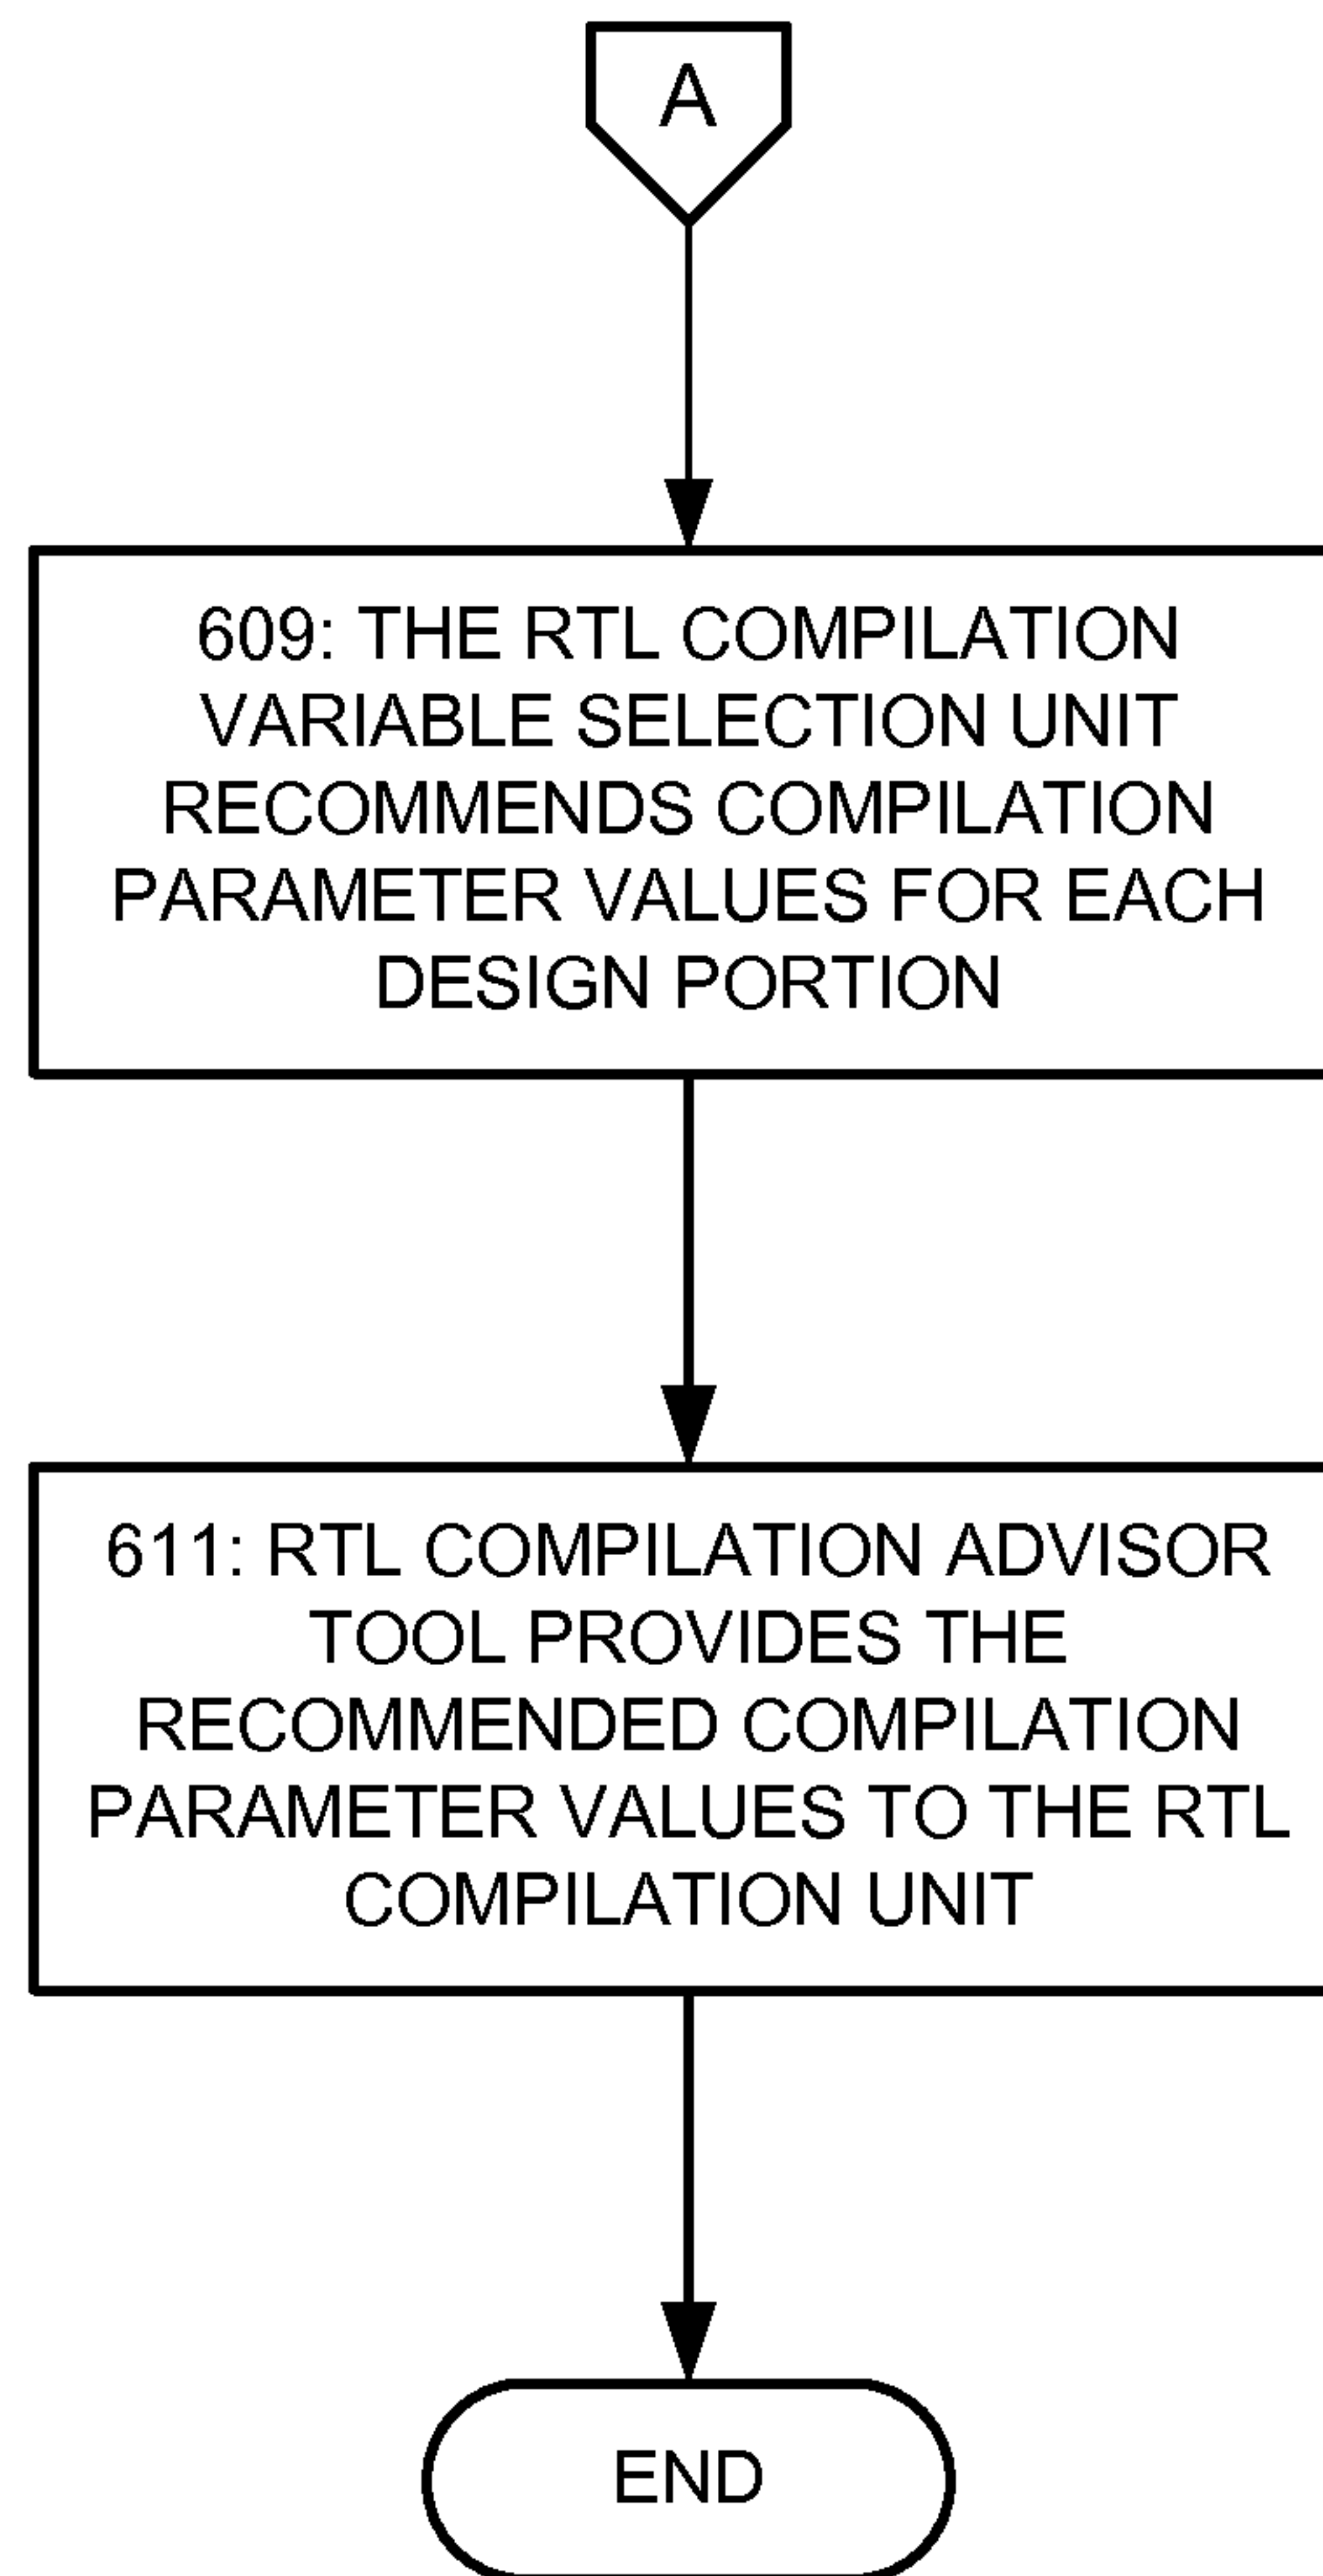 A
609: THE RTL COMPILATION
VARIABLE SELECTION UNIT
RECOMMENDS COMPILATION
PARAMETER VALUES FOR EACH
DESIGN PORTION
611: RTL COMPILATION ADVISOR
TOOL PROVIDES THE
RECOMMENDED COMPILATION
PARAMETER VALUES TO THE RTL
COMPILATION UNIT
END